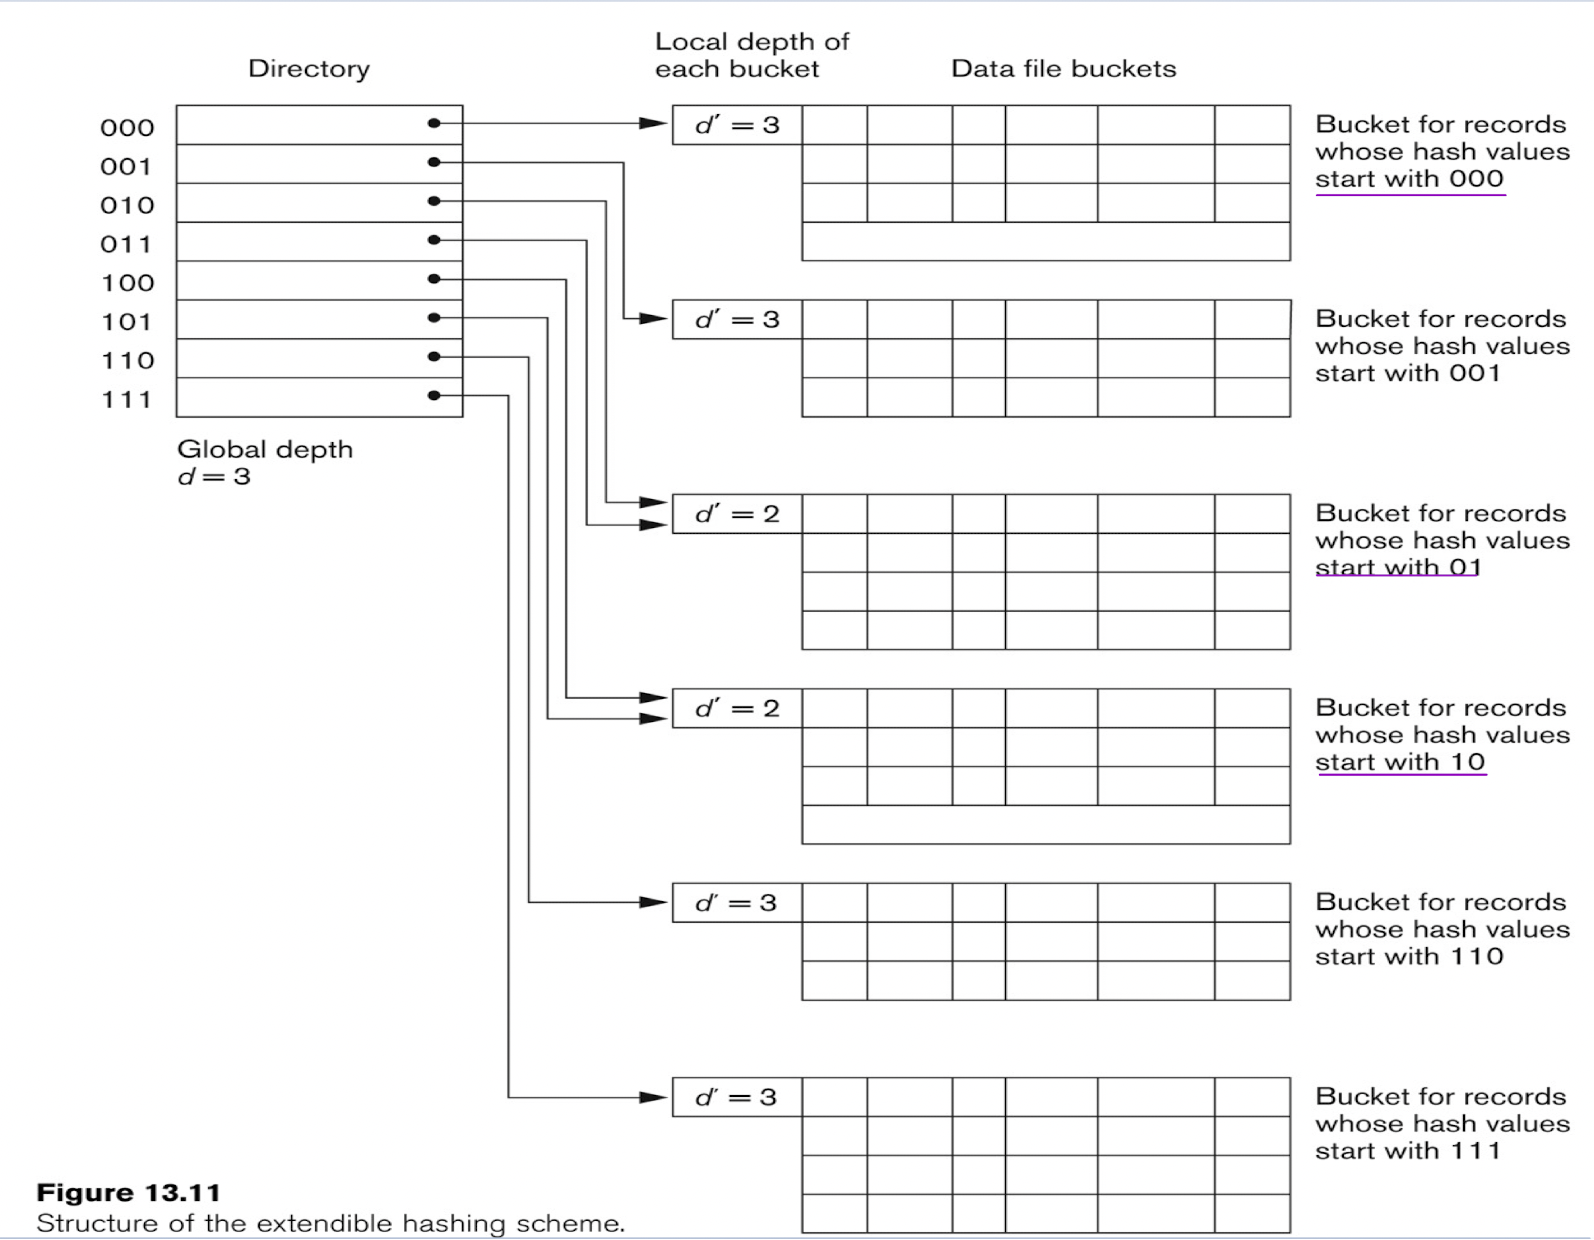 Directory
Local depth of
each bucket
Data file buckets
000
001
010
011
100
101
110
111
Global depth
d = 3
d′ = 3
Bucket for records
whose hash values
start with 000
d′ = 3
Bucket for records
whose hash values
start with 001
d′ = 2
Bucket for records
whose hash values
start with 01
d′ = 2
Bucket for records
whose hash values
start with 10
d′ = 3
Bucket for records
whose hash values
start with 110
d′ = 3
Bucket for records
whose hash values
start with 111
Figure 13.11
Structure of the extendible hashing scheme.